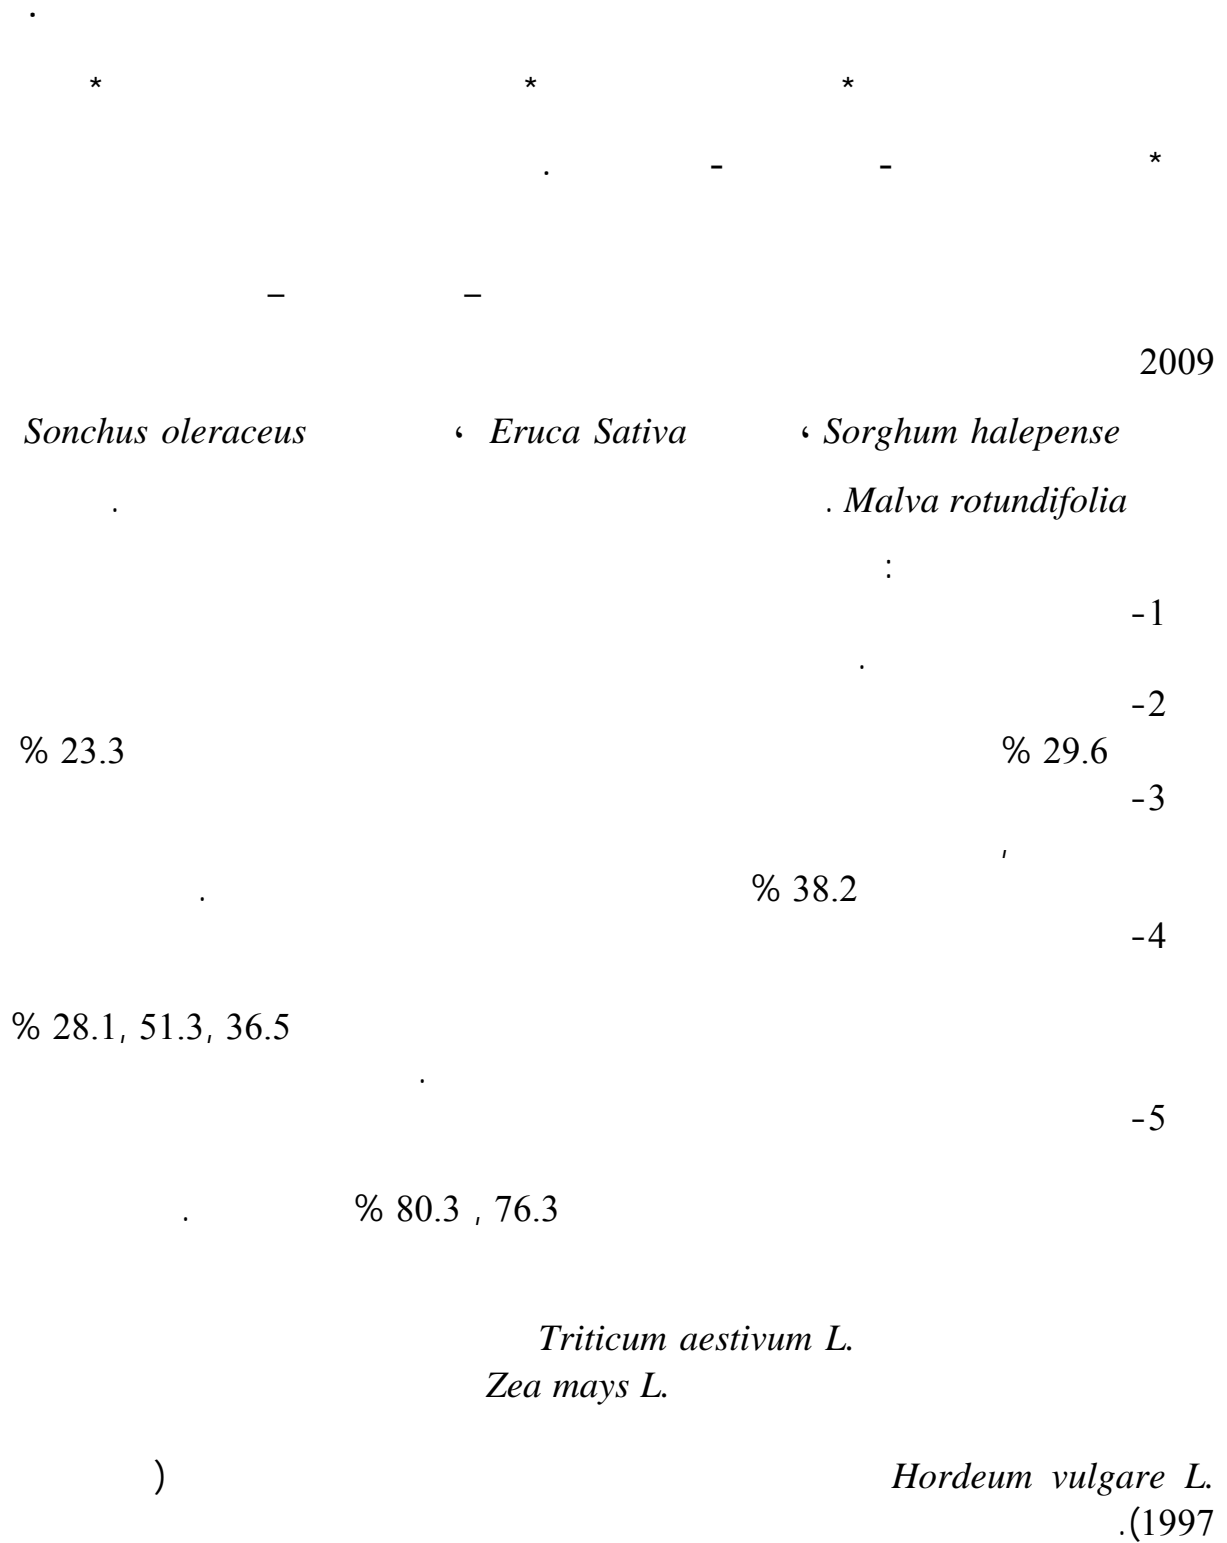 .
* * *
* - - .
– –
2009
Sorghum halepense ، Eruca Sativa ، Sonchus oleraceus
Malva rotundifolia . .
:
-1
.
-2
29.6 % 23.3 %
-3
,
38.2 % .
-4
36.5 ,51.3 ,28.1 %
.
-5
76.3 , 80.3 % .
Triticum aestivum L.
Zea mays L.
Hordeum vulgare L. (
1997).